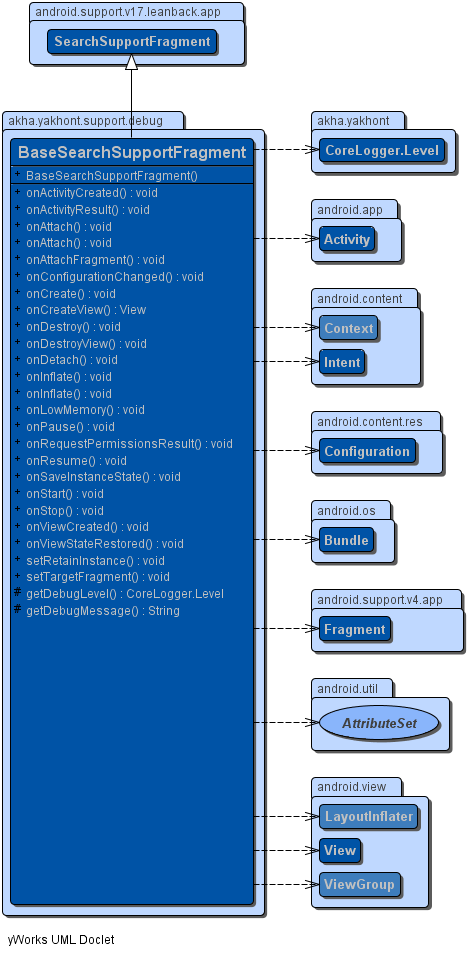 android.support.v17.leanback.app
SearchSupportFragment
akha.yakhont.support.debug
BaseSearchSupportFragment
+ BaseSearchSupportFragment()
+ onActivityCreated() : void
+ onActivityResult() : void
+ onAttach() : void
+ onAttach() : void
+ onAttachFragment() : void
+ onConfigurationChanged() : void
+ onCreate() : void
+ onCreateView() : View
+ onDestroy() : void
+ onDestroyView() : void
+ onDetach() : void
+ onInflate() : void
+ onInflate() : void
+ onLowMemory() : void
+ onPause() : void
+ onRequestPermissionsResult() : void
+ onResume() : void
+ onSaveInstanceState() : void
+ onStart() : void
+ onStop() : void
+ onViewCreated() : void
+ onViewStateRestored() : void
+ setRetainInstance() : void
+ setTargetFragment() : void
# getDebugLevel() : CoreLogger.Level
# getDebugMessage() : String
akha.yakhont
CoreLogger.Level
android.app
Activity
android.content
Context
Intent
android.content.res
Configuration
android.os
Bundle
android.support.v4.app
Fragment
android.util
AttributeSet
android.view
LayoutInflater
View
ViewGroup
yWorks UML Doclet